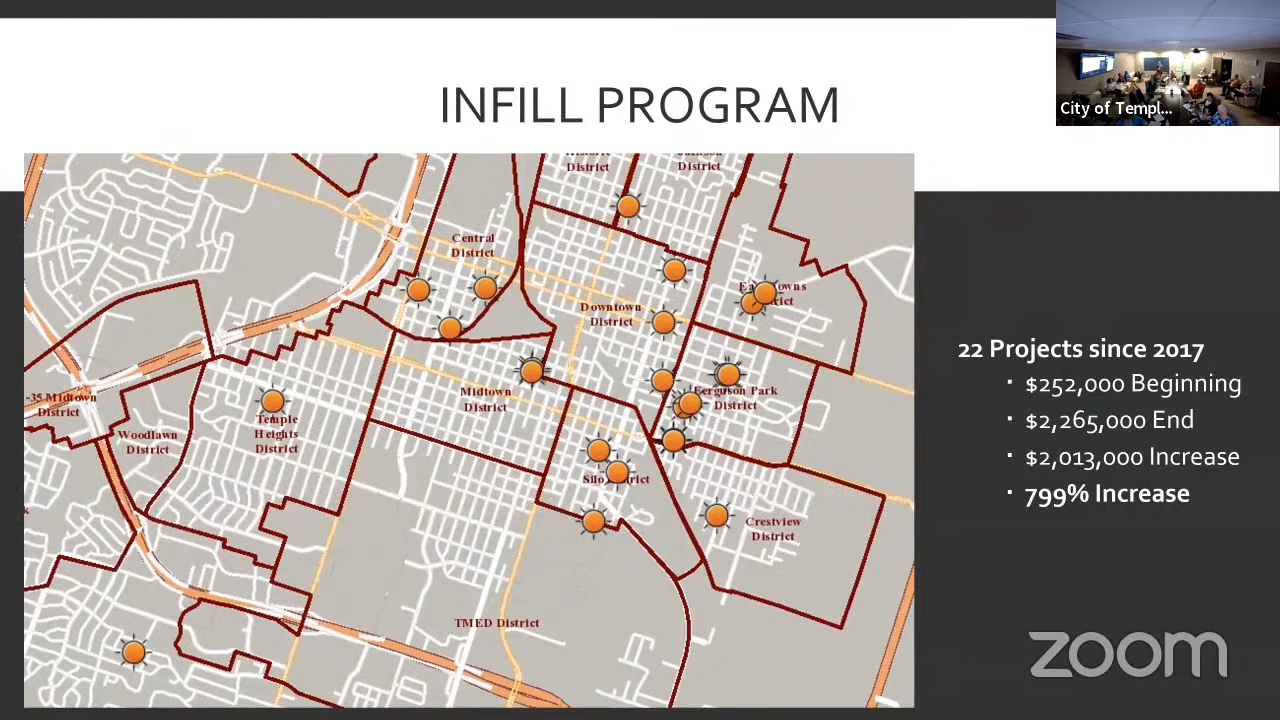 City of Templ...
INFILL PROGRAM
District
District
Central
District
Downtown
District
-35 Midtown
District
Woodlawn
District
Temple
Heights
District
Midtown
District
Ferguson Park
District
Crestview
District
TMED District
22 Projects since 2017
· $252,000 Beginning
· $2,265,000 End
· $2,013,000 Increase
· 799% Increase
zoom